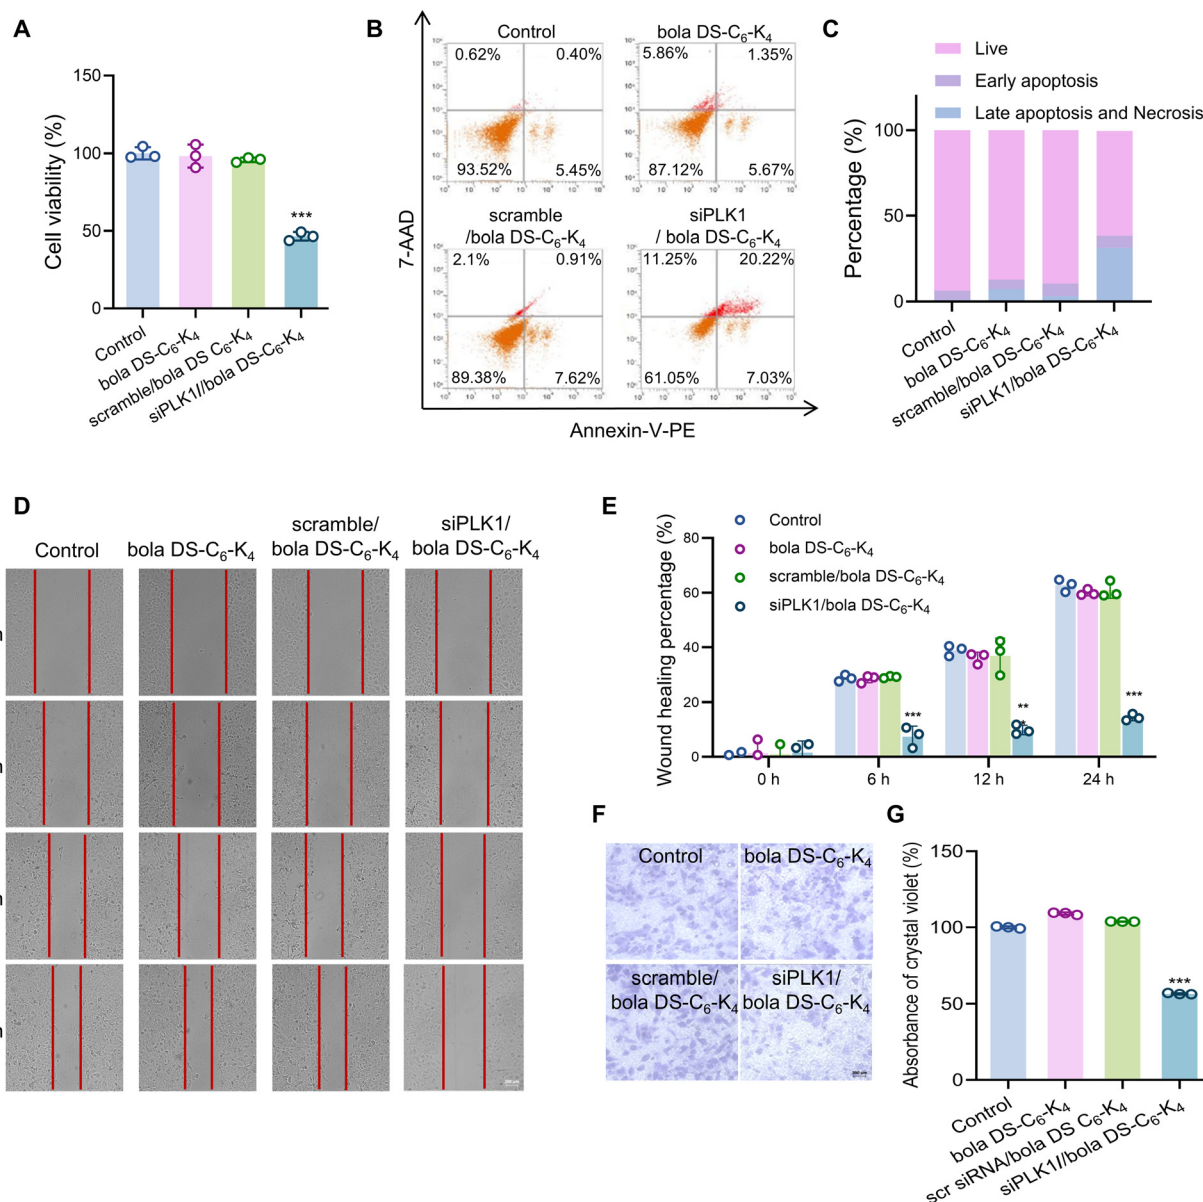 A
Cell viability (%)
150
100
50
0
***
Control
bola DS-C6-K4
scramble/bola DS C6-K4
siPLK1//bola DS-C6-K4
B
7-AAD
Annexin-V-PE
Control
0.62%
0.40%
93.52%
5.45%
bola DS-C6-K4
5.86%
1.35%
87.12%
5.67%
scramble
/bola DS-C6-K4
2.1%
0.91%
89.38%
7.62%
siPLK1
/ bola DS-C6-K4
11.25%
20.22%
61.05%
7.03%
C
Live
Early apoptosis
Late apoptosis and Necrosis
Percentage (%)
100
50
0
Control
bola DS-C6-K4
srcamble/bola DS-C6-K4
siPLK1/bola DS-C6-K4
D
Control
bola DS-C6-K4
scramble/
bola DS-C6-K4
siPLK1/
bola DS-C6-K4
E
Control
bola DS-C6-K4
scramble/bola DS-C6-K4
siPLK1/bola DS-C6-K4
Wound healing percentage (%)
80
60
40
20
0
***
**
***
0 h
6 h
12 h
24 h
F
Control
bola DS-C6-K4
scramble/
bola DS-C6-K4
siPLK1/
bola DS-C6-K4
G
Absorbance of crystal violet (%)
150
100
50
0
***
Control
bola DS-C6-K4
scr siRNA/bola DS C6-K4
siPLK1//bola DS-C6-K4